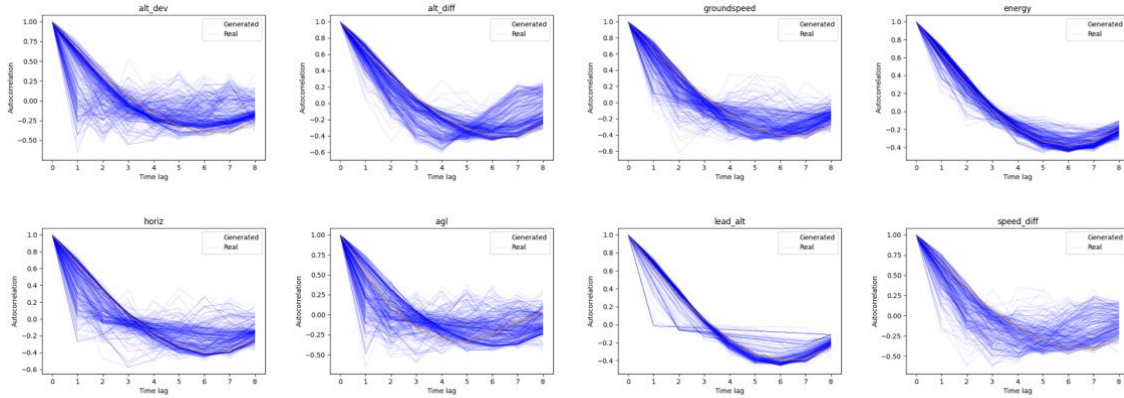 alt_dev
Generated
Real
1.00
0.75
0.50
0.25
0.00
−0.25
−0.50
Autocorrelation
0 1 2 3 4 5 6 7 8
Time lag
alt_diff
Generated
Real
1.0
0.8
0.6
0.4
0.2
0.0
−0.2
−0.4
−0.6
Autocorrelation
0 1 2 3 4 5 6 7 8
Time lag
groundspeed
Generated
Real
1.0
0.8
0.6
0.4
0.2
0.0
−0.2
−0.4
−0.6
Autocorrelation
0 1 2 3 4 5 6 7 8
Time lag
energy
Generated
Real
1.0
0.8
0.6
0.4
0.2
0.0
−0.2
−0.4
Autocorrelation
0 1 2 3 4 5 6 7 8
Time lag
horiz
Generated
Real
1.0
0.8
0.6
0.4
0.2
0.0
−0.2
−0.4
−0.6
Autocorrelation
0 1 2 3 4 5 6 7 8
Time lag
agl
Generated
Real
1.00
0.75
0.50
0.25
0.00
−0.25
−0.50
Autocorrelation
0 1 2 3 4 5 6 7 8
Time lag
lead_alt
Generated
Real
1.0
0.8
0.6
0.4
0.2
0.0
−0.2
−0.4
Autocorrelation
0 1 2 3 4 5 6 7 8
Time lag
speed_diff
Generated
Real
1.00
0.75
0.50
0.25
0.00
−0.25
−0.50
Autocorrelation
0 1 2 3 4 5 6 7 8
Time lag